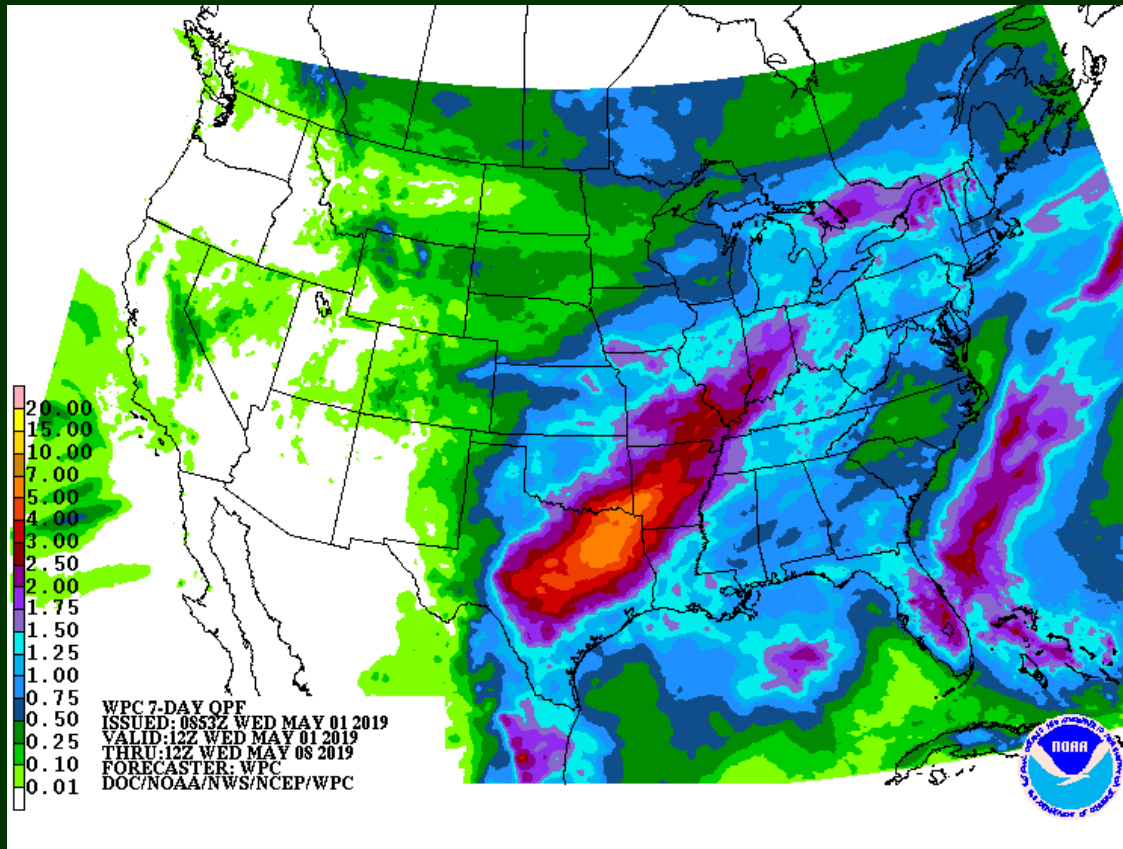 20.00
15.00
10.00
7.00
5.00
4.00
3.00
2.50
2.00
1.75
1.50
1.25
1.00
0.75
0.50
0.25
0.10
0.01
WPC 7-DAY QPF
ISSUED: 0853Z WED MAY 01 2019
VALID:12Z WED MAY 01 2019
THRU:12Z WED MAY 08 2019
FORECASTER: WPC
DOC/NOAA/NWS/NCEP/WPC
NOAA